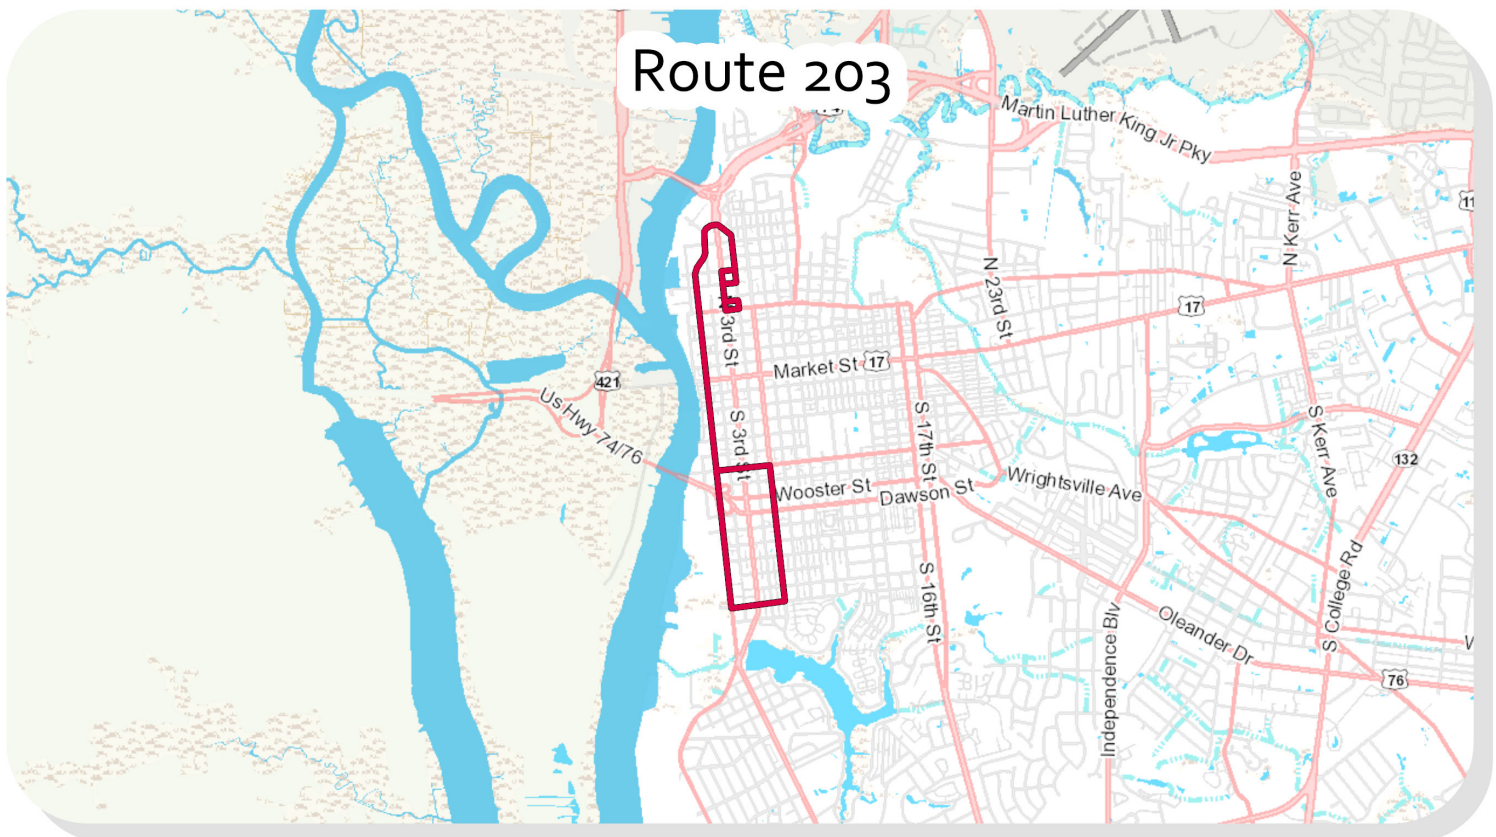 Route 203
Martin Luther King Jr Pky
N Kerr Ave
11
N 23rd St
17
3rd St
Market St
17
421
Us Hwy 74/76
S 3rd St
S 17th St
S Kerr Ave
132
Wooster St
Dawson St
Wrightsville Ave
S 16th St
S College Rd
Independence Blv
Oleander Dr
76